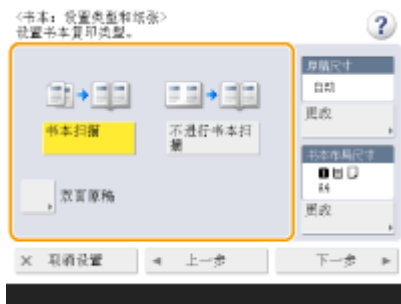 <书本: 设置类型和纸张>
设置书本复印类型。
?
书本扫描
不进行书本扫
描
双面原稿
原稿尺寸
自动
更改
书本布局尺寸
A4
更改
× 取消设置
◄ 上一步
下一步 ►